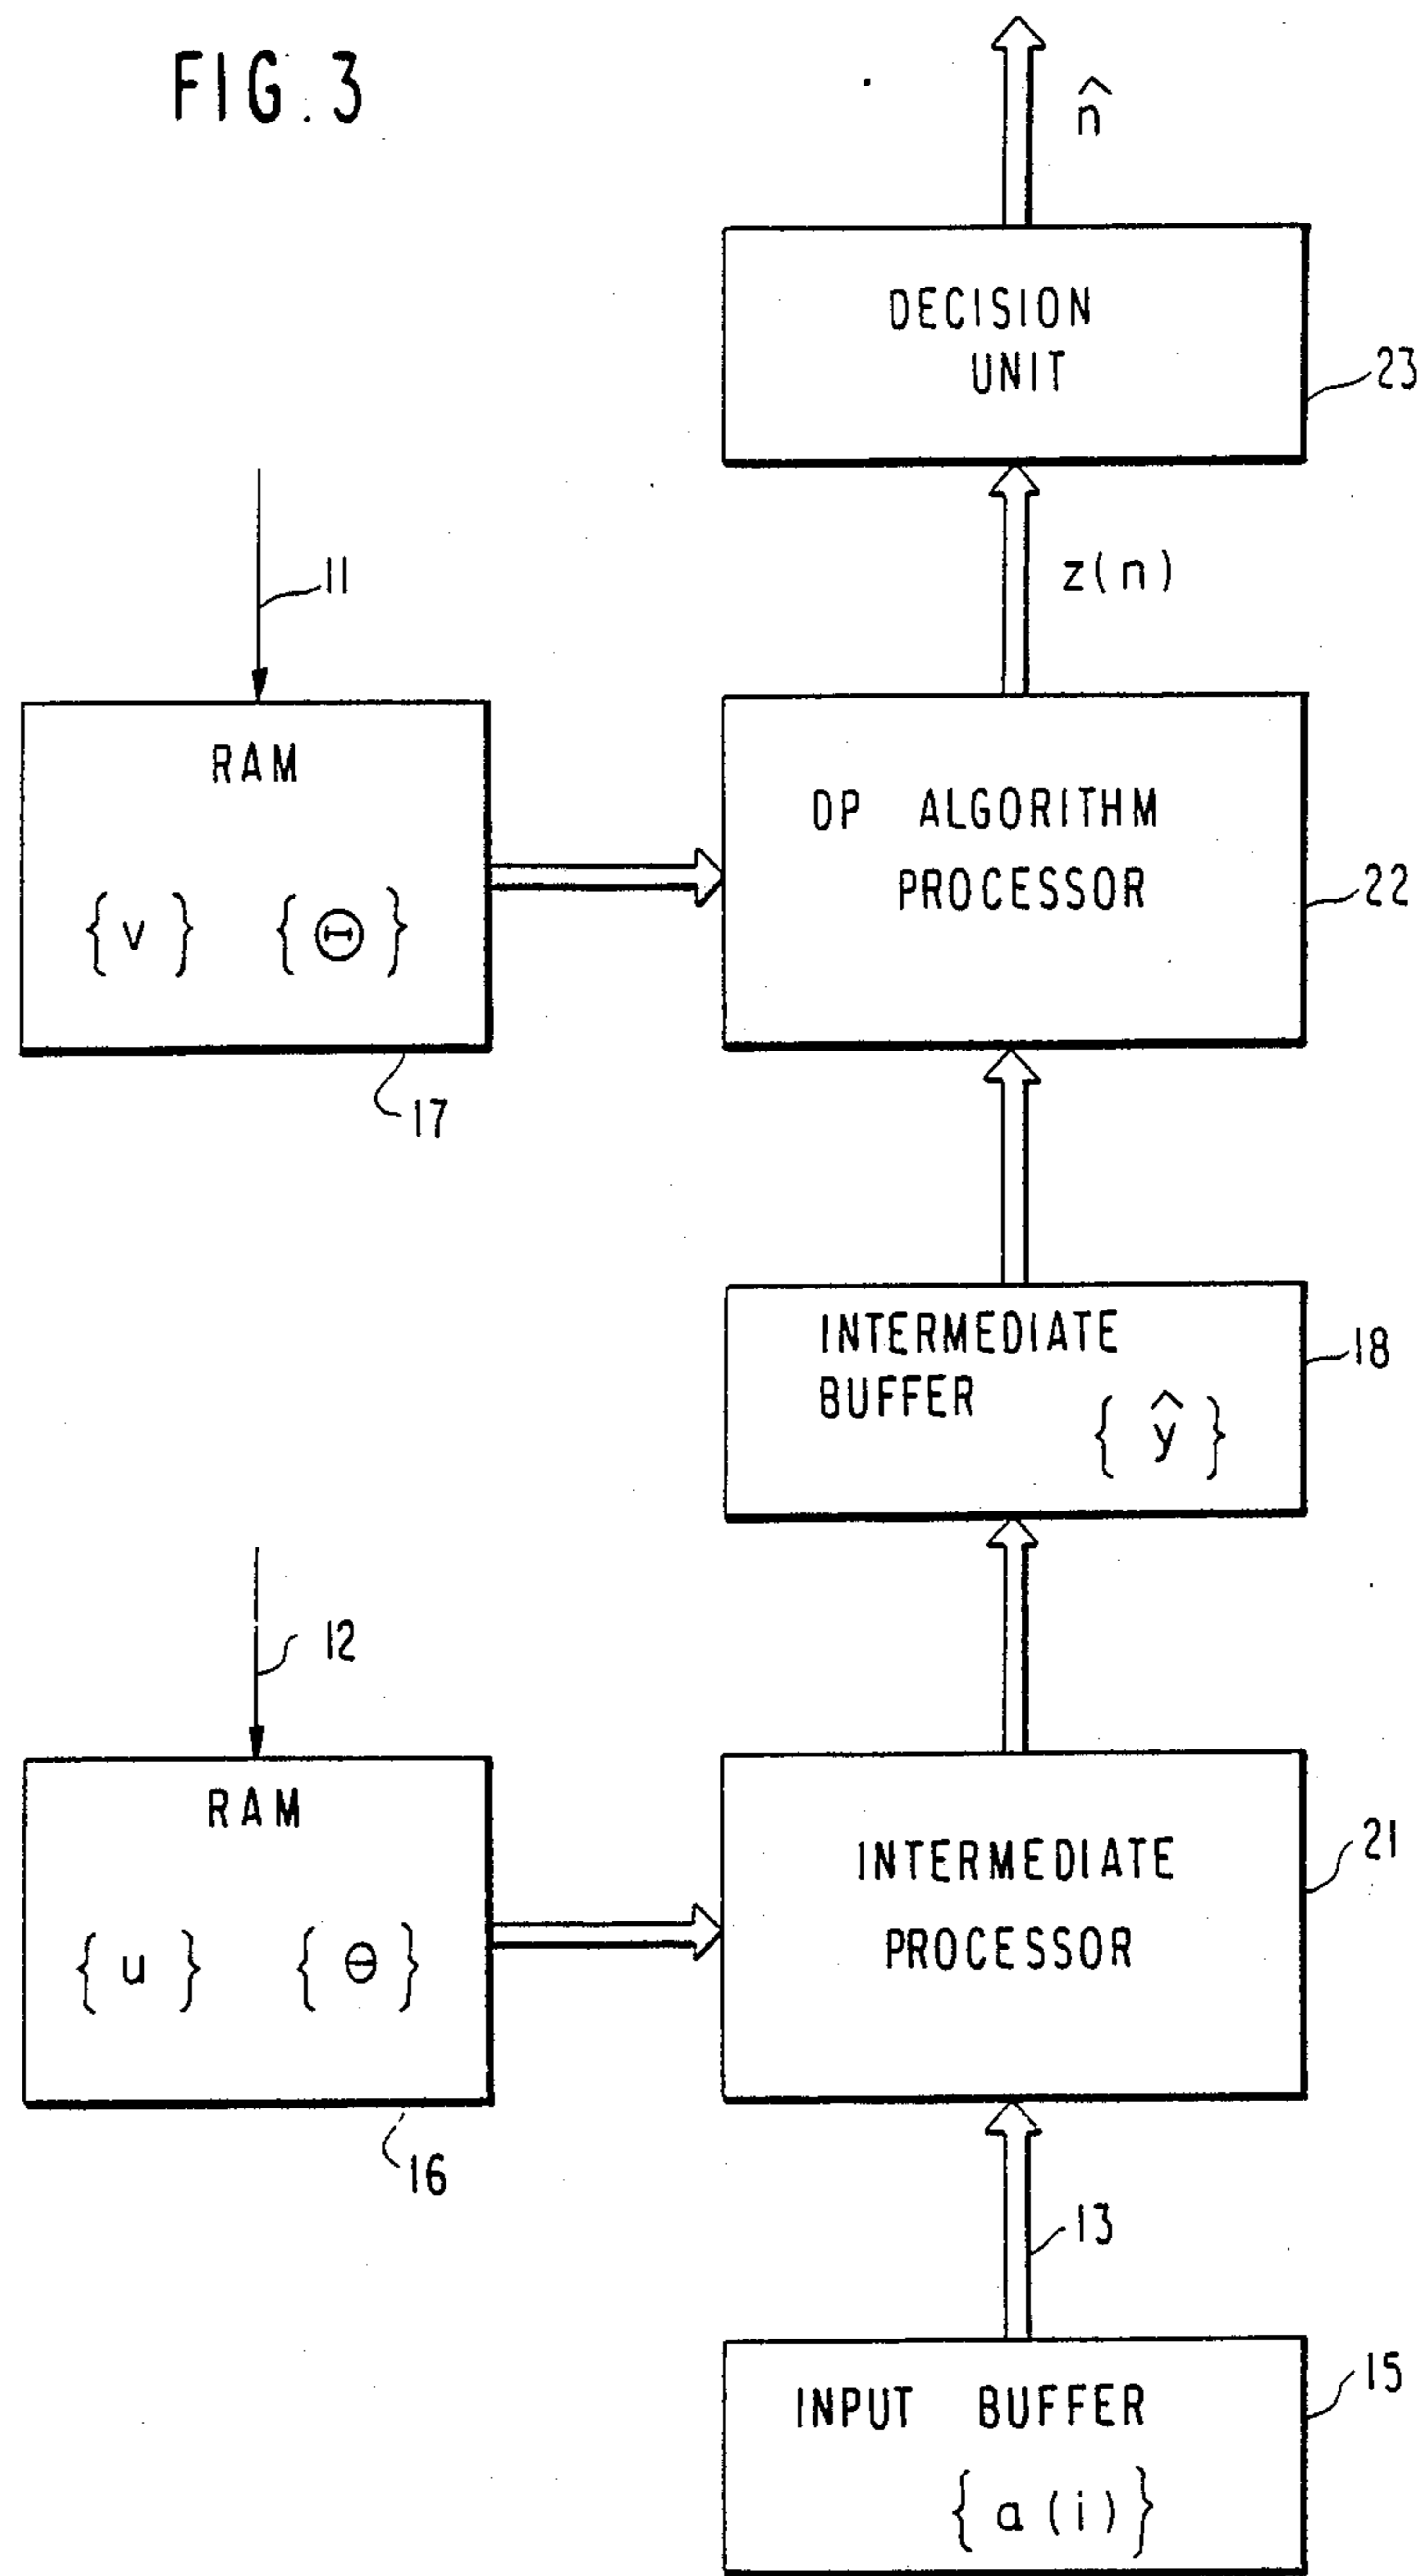 FIG. 3
n̂
DECISION
UNIT
23
z(n)
11
RAM
{v} {Θ}
17
DP ALGORITHM
PROCESSOR
22
INTERMEDIATE
BUFFER
{ŷ}
18
12
RAM
{u} {θ}
16
INTERMEDIATE
PROCESSOR
21
13
INPUT BUFFER
{a(i)}
15